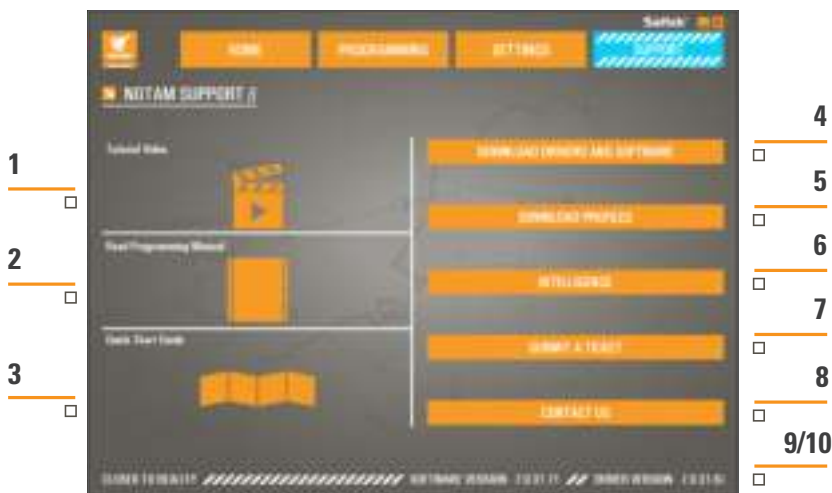 Switch
HOME
PROGRAMMING
SETTINGS
SUPPORT
NOTAM SUPPORT //
Tutorial Video
Read Programming Manual
Quick Start Guide
DOWNLOAD DRIVERS AND SOFTWARE
DOWNLOAD PROFILES
INTELLIGENCE
SUBMIT A TICKET
CONTACT US
CLOSER TO REALITY
SOFTWARE VERSION
DRIVER VERSION
1
2
3
4
5
6
7
8
9/10